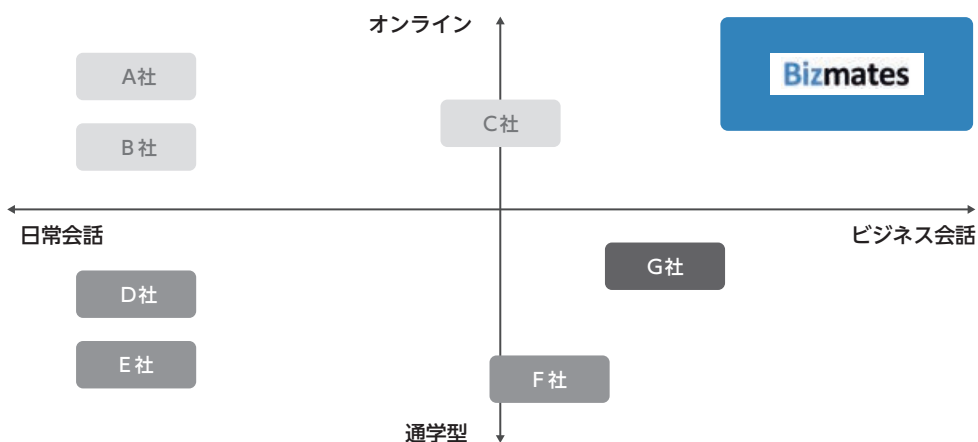 オンライン
A社
Bizmates
C社
B社
日常会話
ビジネス会話
G社
D社
E社
F社
通学型